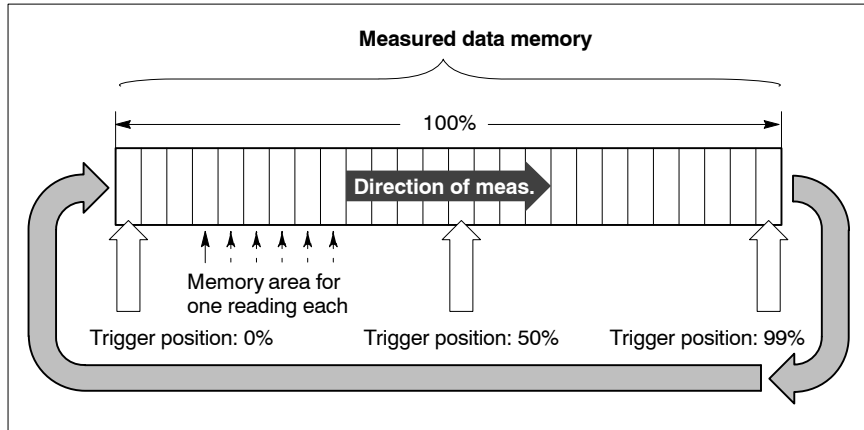 Measured data memory
100%
Direction of meas.
Memory area for
one reading each
Trigger position: 0%
Trigger position: 50%
Trigger position: 99%